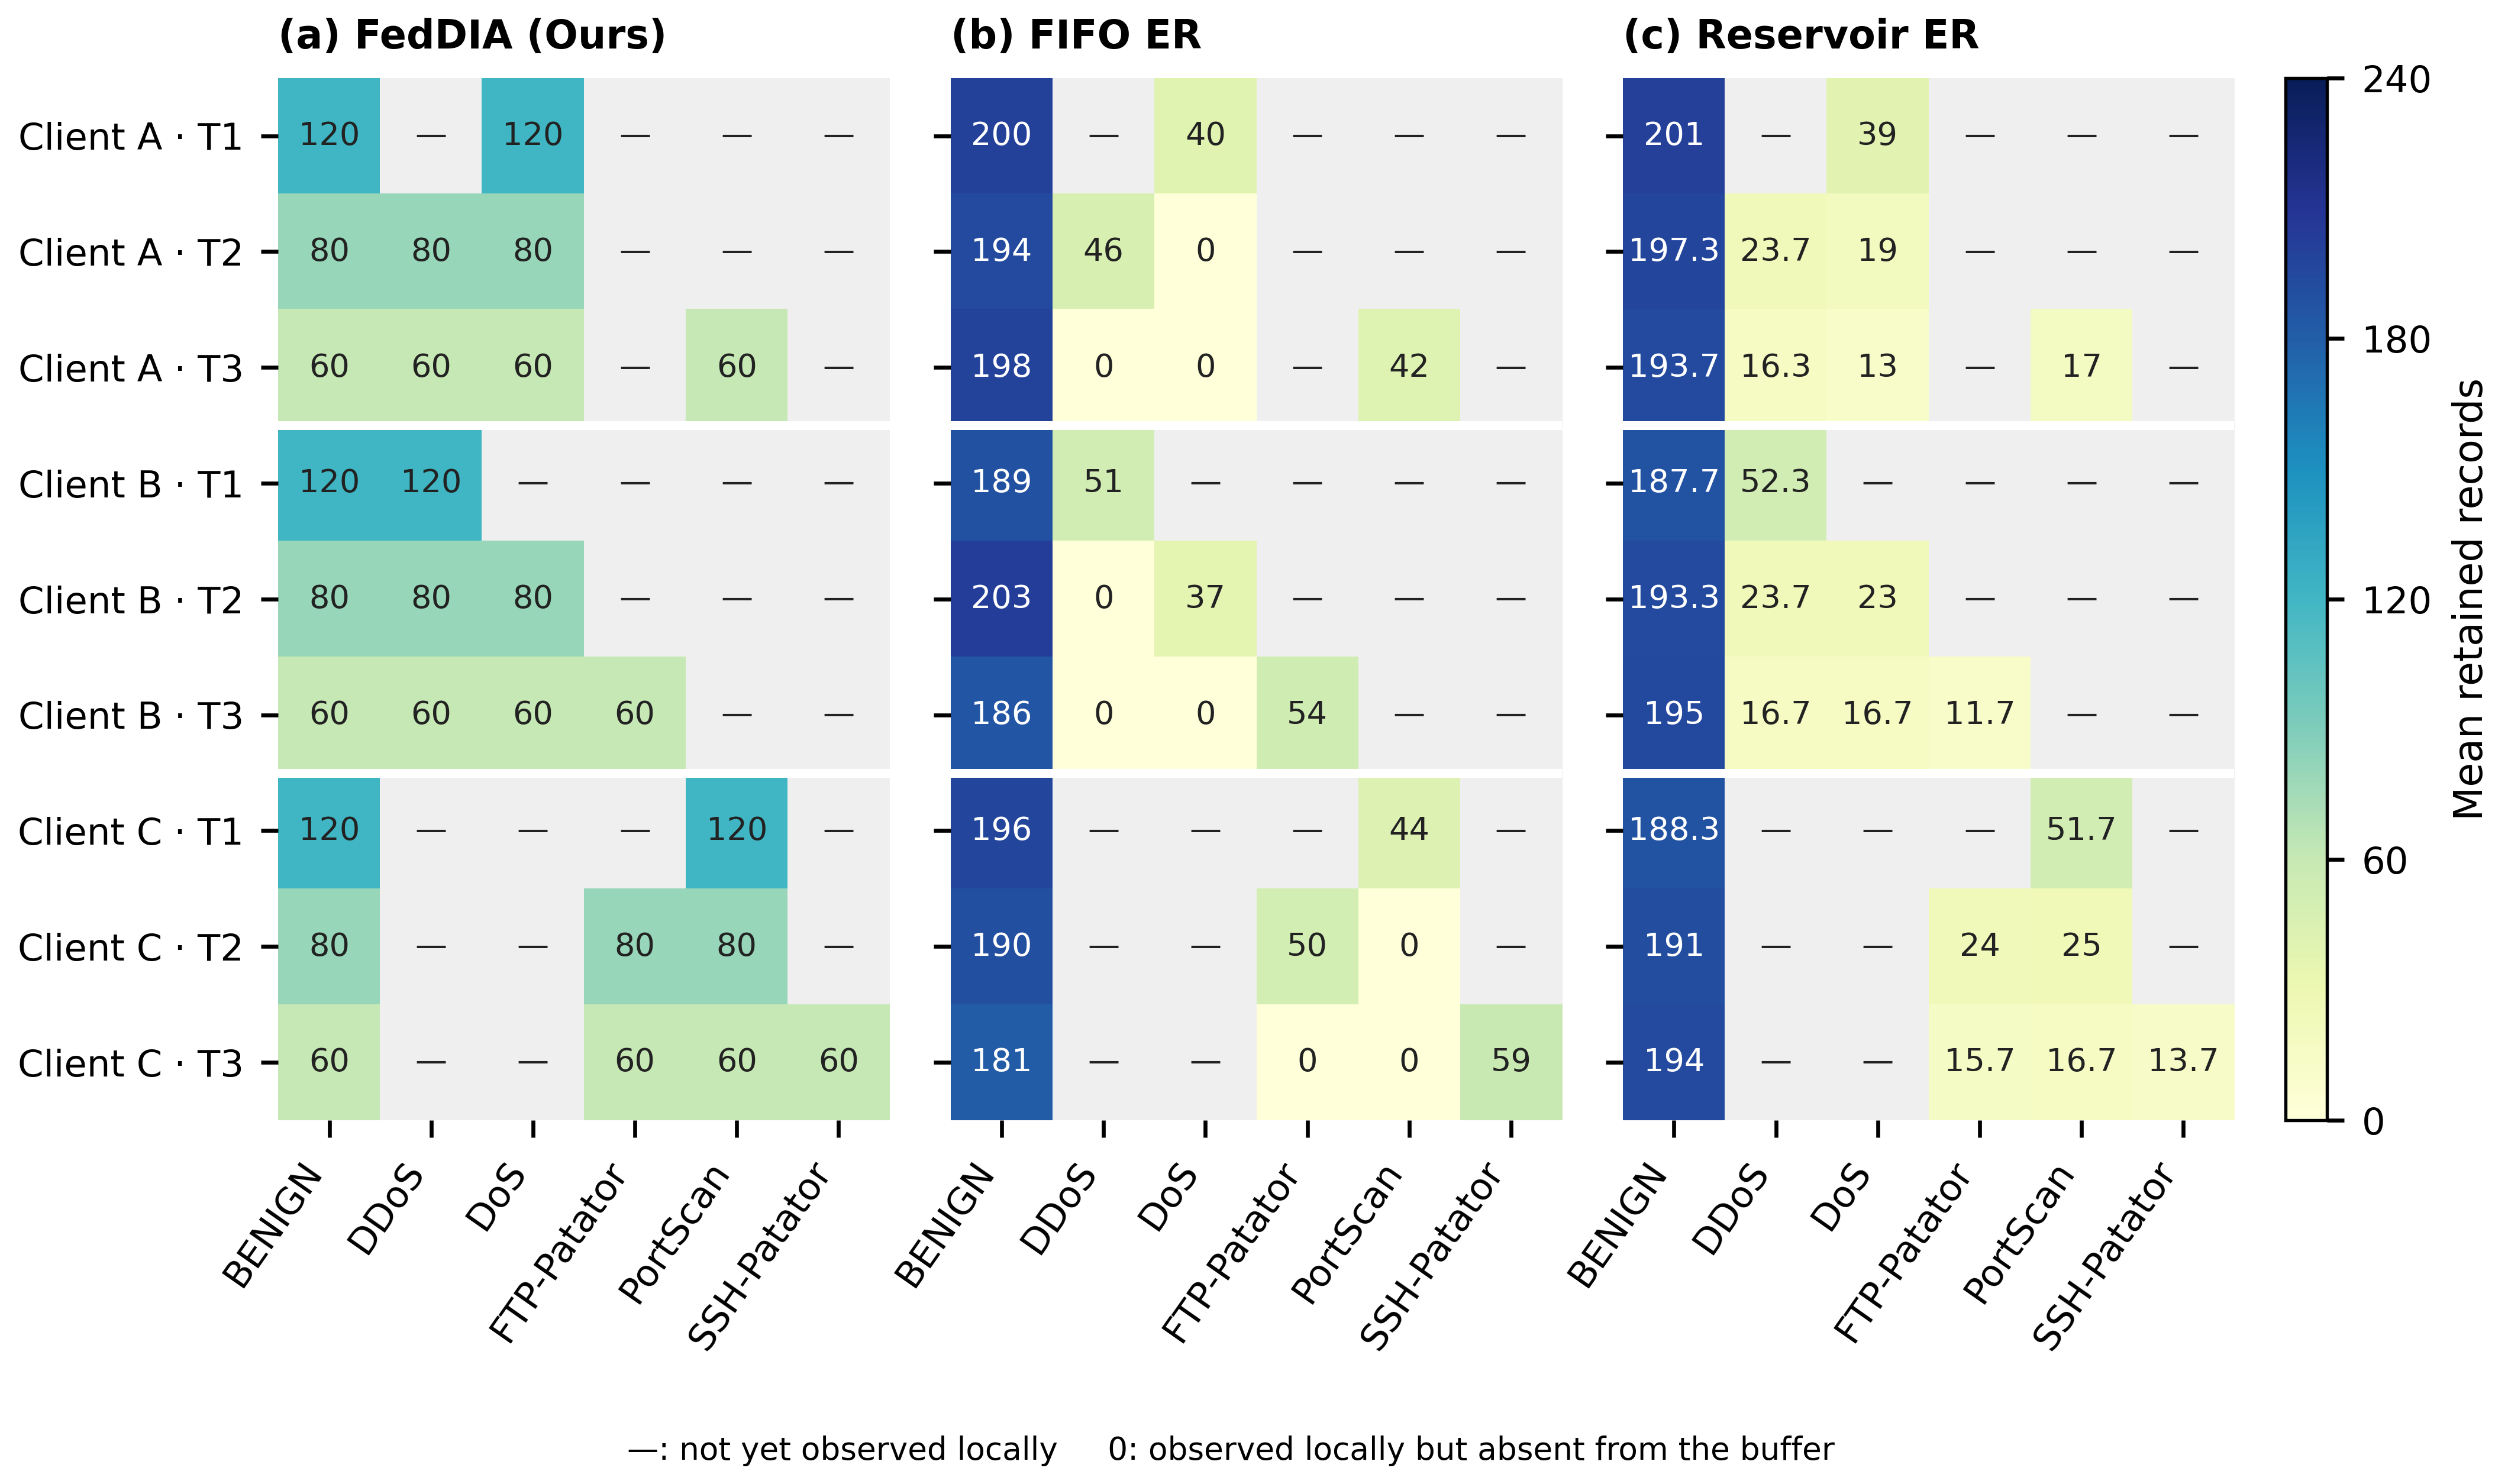 (a) FedDIA (Ours) (b) FIFO ER (c) Reservoir ER
Client A · T1 120 — 120 — — — 200 — 40 — — — 201 — 39 — — —
Client A · T2 80 80 80 — — — 194 46 0 — — — 197.3 23.7 19 — — —
Client A · T3 60 60 60 — 60 — 198 0 0 — 42 — 193.7 16.3 13 — 17 —
Client B · T1 120 120 — — — — 189 51 — — — — 187.7 52.3 — — — —
Client B · T2 80 80 80 — — — 203 0 37 — — — 193.3 23.7 23 — — —
Client B · T3 60 60 60 60 — — 186 0 0 54 — — 195 16.7 16.7 11.7 — —
Client C · T1 120 — — — 120 — 196 — — — 44 — 188.3 — — — 51.7 —
Client C · T2 80 — — 80 80 — 190 — — 50 0 — 191 — — 24 25 —
Client C · T3 60 — — 60 60 60 181 — — 0 0 59 194 — — 15.7 16.7 13.7
BENIGN DDoS DoS FTP-Patator PortScan SSH-Patator BENIGN DDoS DoS FTP-Patator PortScan SSH-Patator BENIGN DDoS DoS FTP-Patator PortScan SSH-Patator
240
180
120
60
0
Mean retained records
—: not yet observed locally 0: observed locally but absent from the buffer